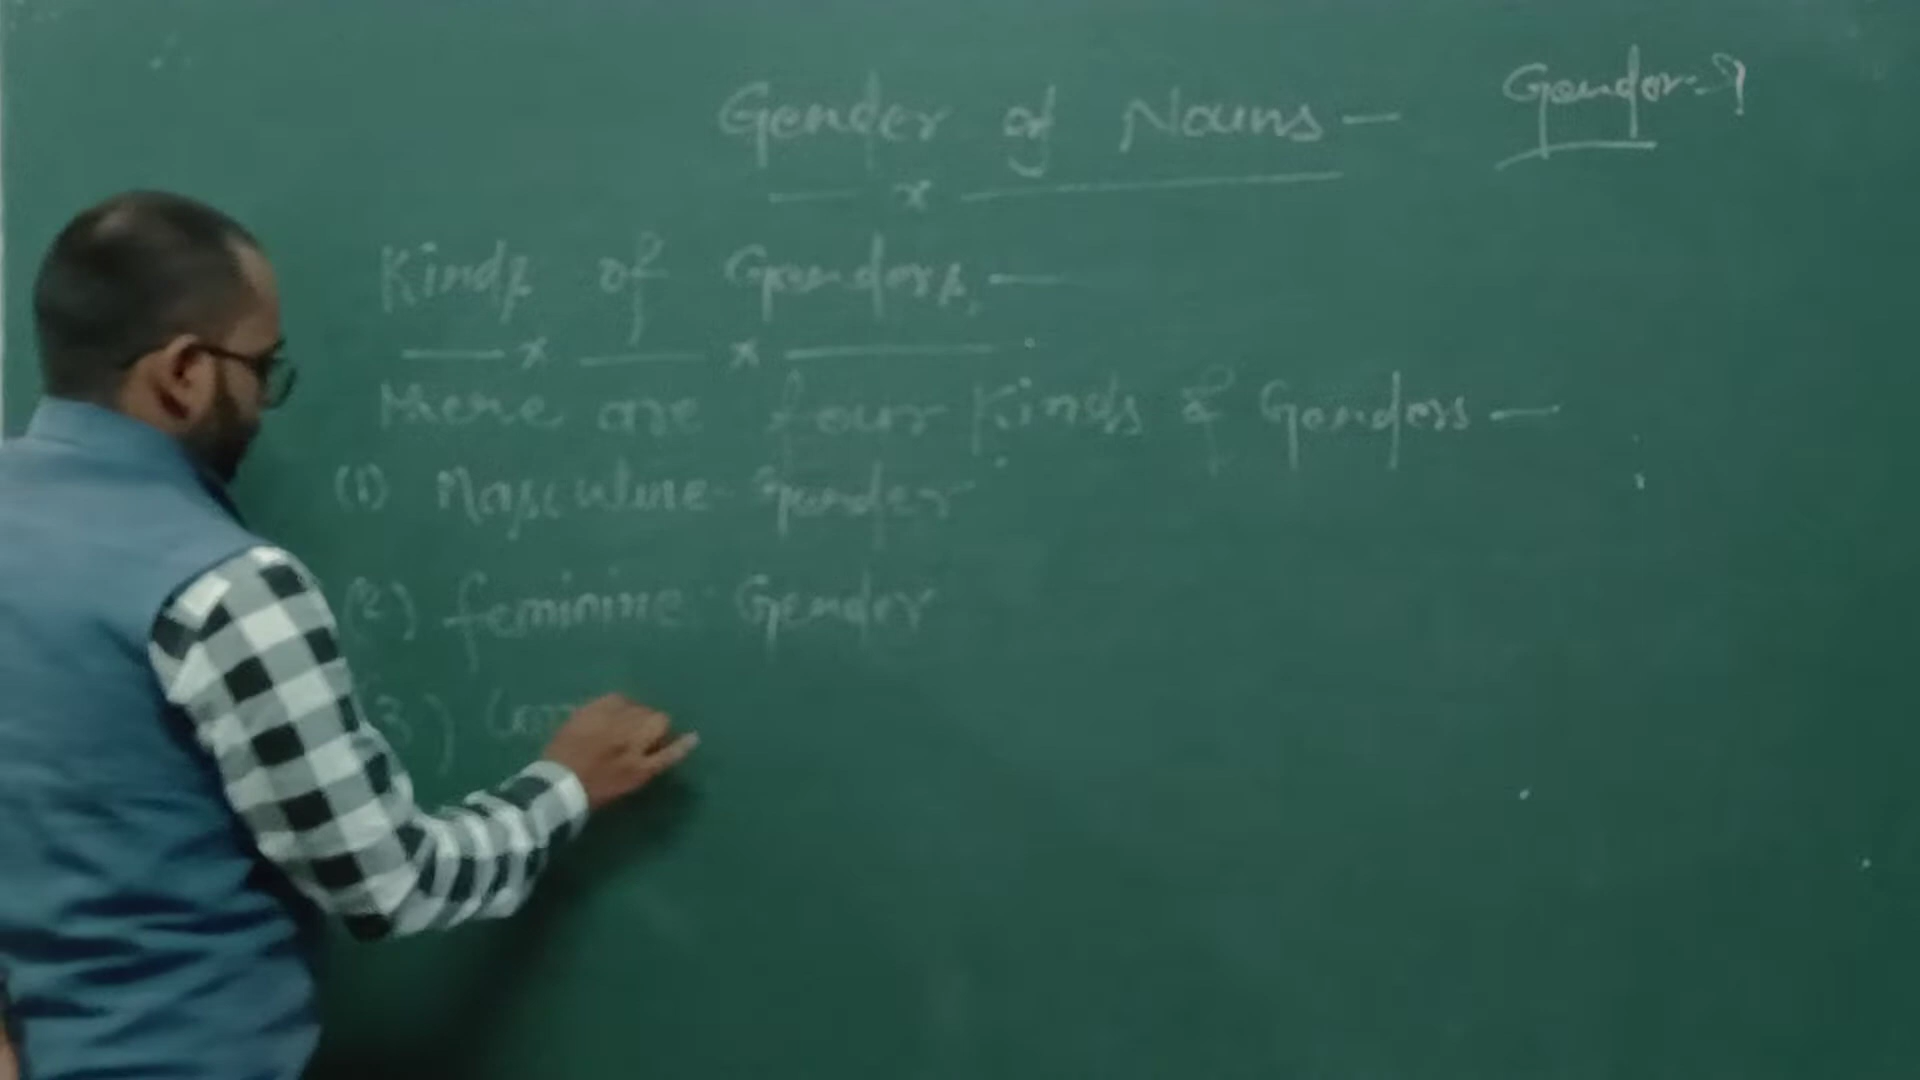 Gender of Nouns —
Gender-?
Kinds of Genders. —
There are four Kinds of Genders —
(1) Masculine Gender
(2) feminine Gender
(3) Com